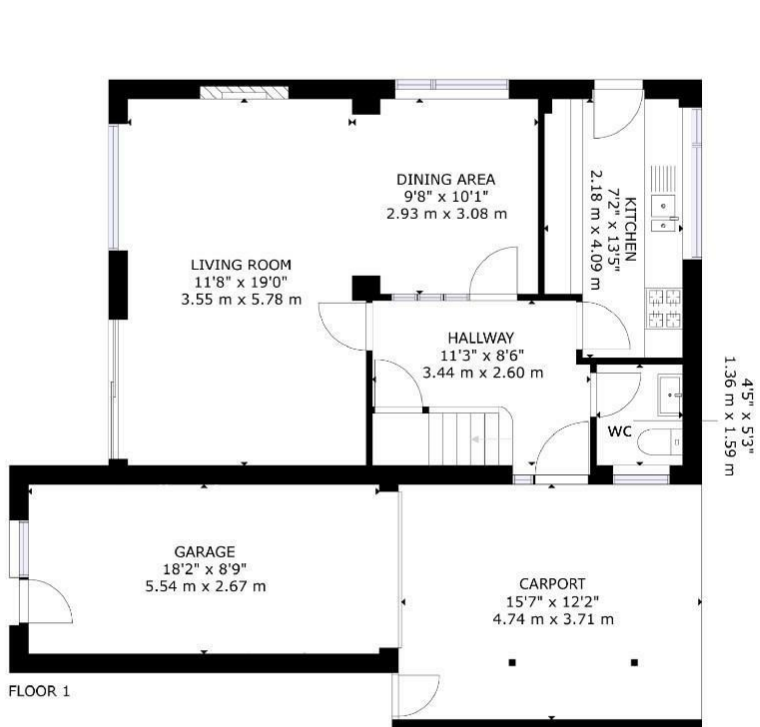 DINING AREA
9'8" x 10'1"
2.93 m x 3.08 m
KITCHEN
7'2" x 13'5"
2.18 m x 4.09 m
LIVING ROOM
11'8" x 19'0"
3.55 m x 5.78 m
HALLWAY
11'3" x 8'6"
3.44 m x 2.60 m
WC
4'5" x 5'3"
1.36 m x 1.59 m
GARAGE
18'2" x 8'9"
5.54 m x 2.67 m
CARPORT
15'7" x 12'2"
4.74 m x 3.71 m
FLOOR 1